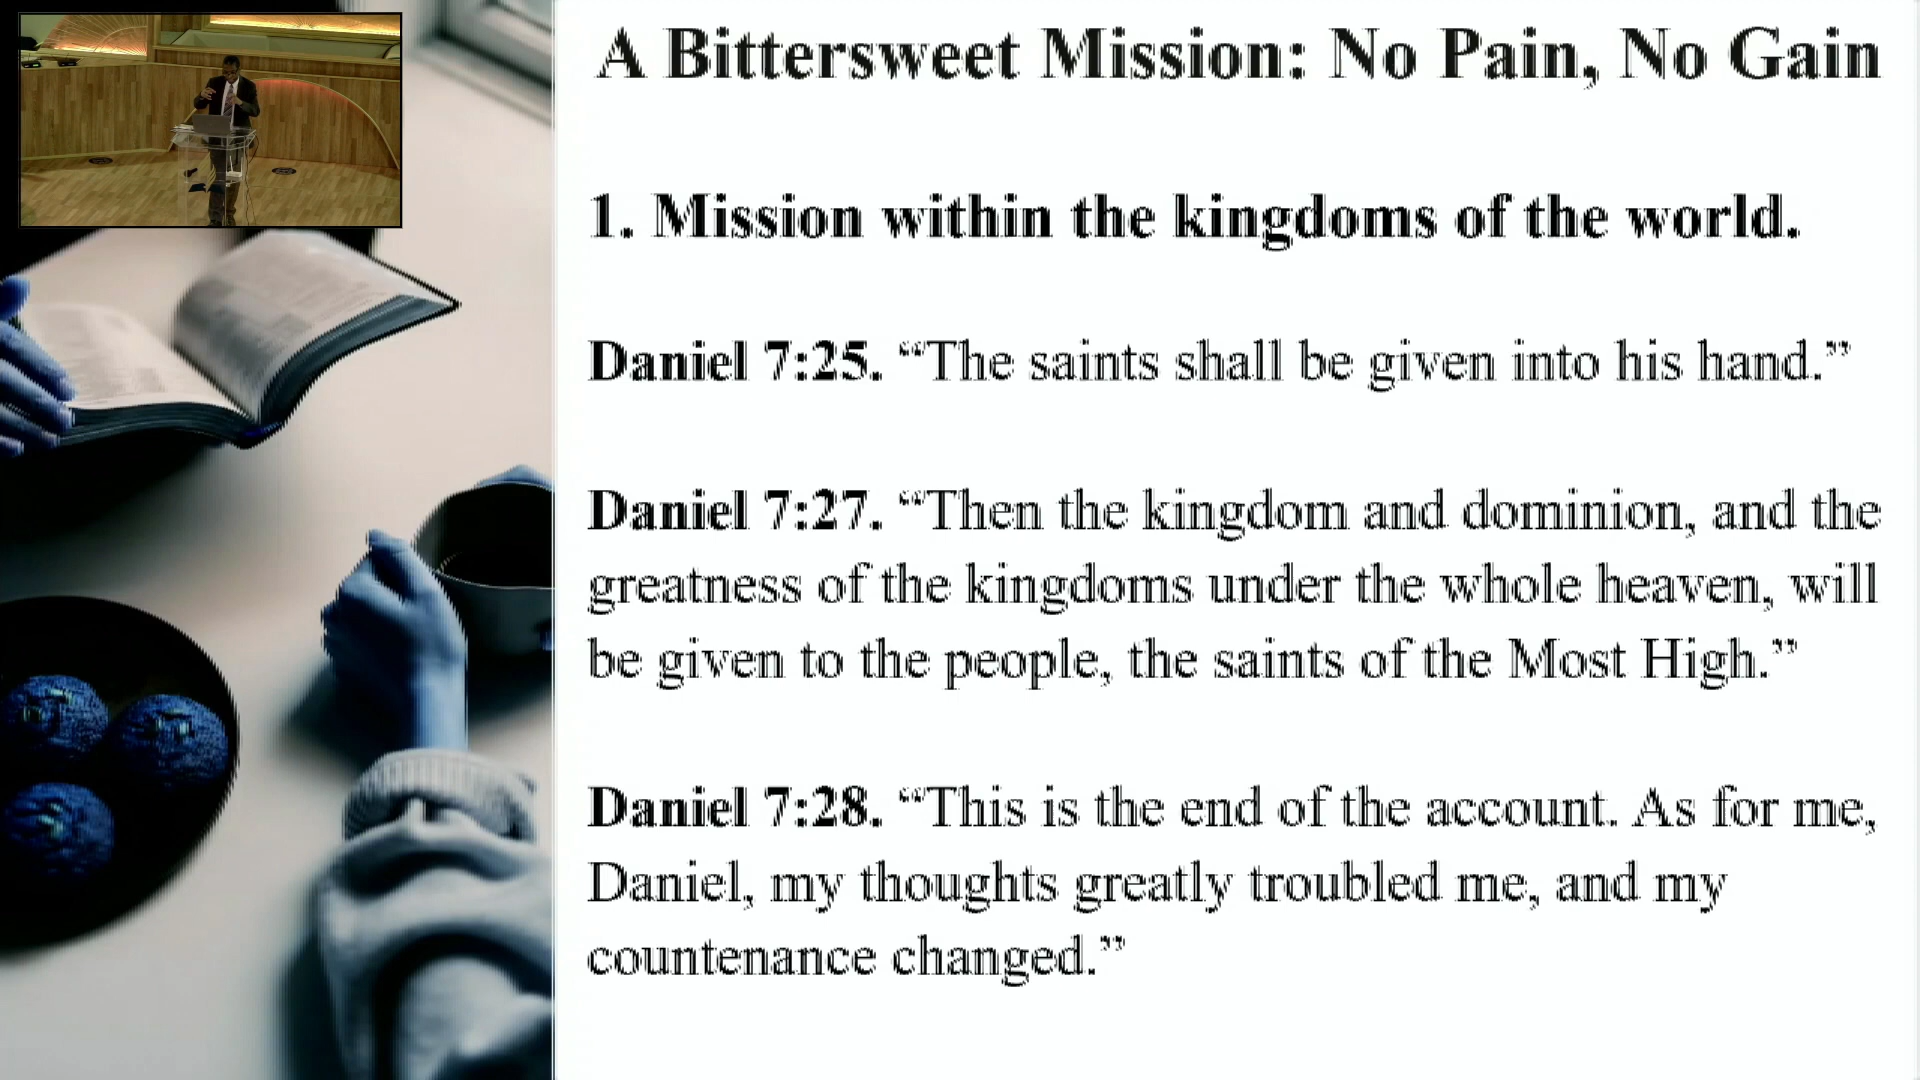 A Bittersweet Mission: No Pain, No Gain
1. Mission within the kingdoms of the world.
Daniel 7:25. “The saints shall be given into his hand.”
Daniel 7:27. “Then the kingdom and dominion, and the
greatness of the kingdoms under the whole heaven, will
be given to the people, the saints of the Most High.”
Daniel 7:28. “This is the end of the account. As for me,
Daniel, my thoughts greatly troubled me, and my
countenance changed.”